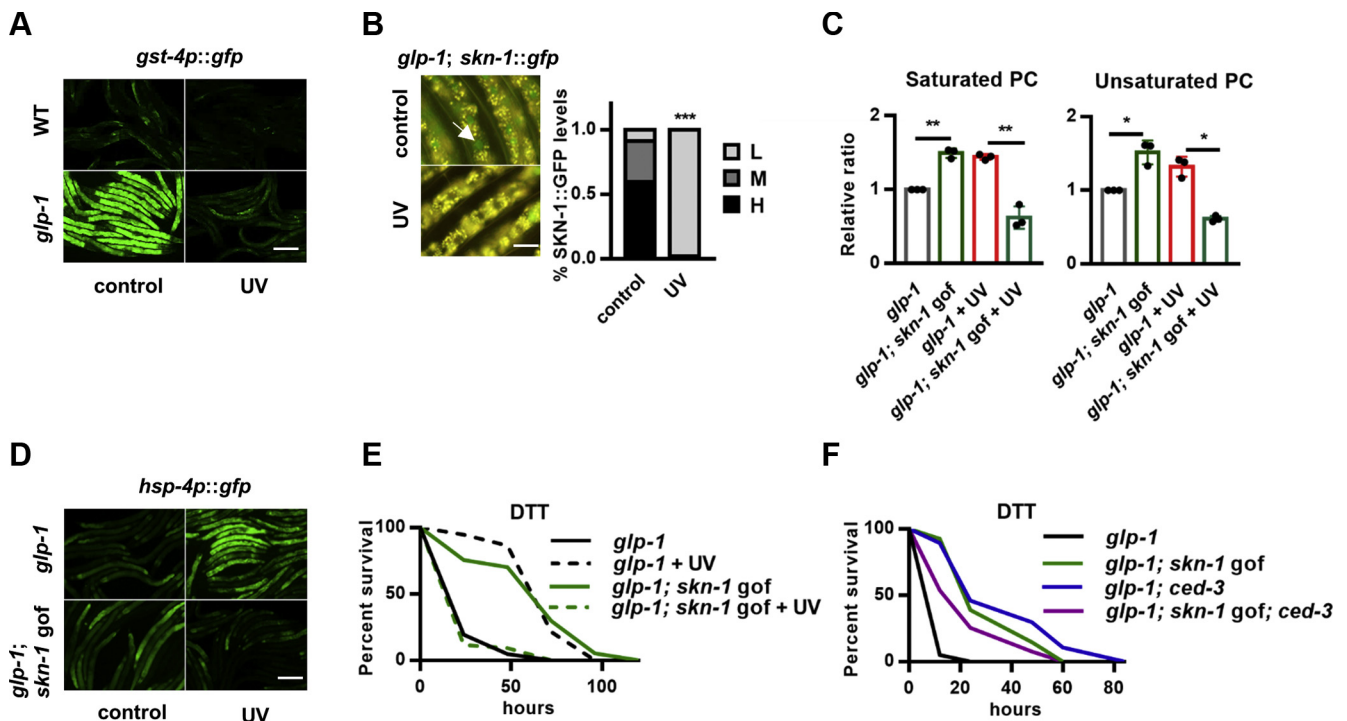 A
gst-4p::gfp
WT
glp-1
control
UV
B
glp-1; skn-1::gfp
control
UV
% SKN-1::GFP levels
1.0
0.5
0.0
***
L
M
H
control
UV
C
Saturated PC
Relative ratio
2
1
0
**
**
glp-1
glp-1; skn-1 gof
glp-1 + UV
glp-1; skn-1 gof + UV
Unsaturated PC
2
1
0
*
*
glp-1
glp-1; skn-1 gof
glp-1 + UV
glp-1; skn-1 gof + UV
D
hsp-4p::gfp
glp-1
glp-1;
skn-1 gof
control
UV
E
DTT
Percent survival
100
50
0
0
50
100
hours
glp-1
glp-1 + UV
glp-1; skn-1 gof
glp-1; skn-1 gof + UV
F
DTT
Percent survival
100
50
0
0
20
40
60
80
hours
glp-1
glp-1; skn-1 gof
glp-1; ced-3
glp-1; skn-1 gof; ced-3